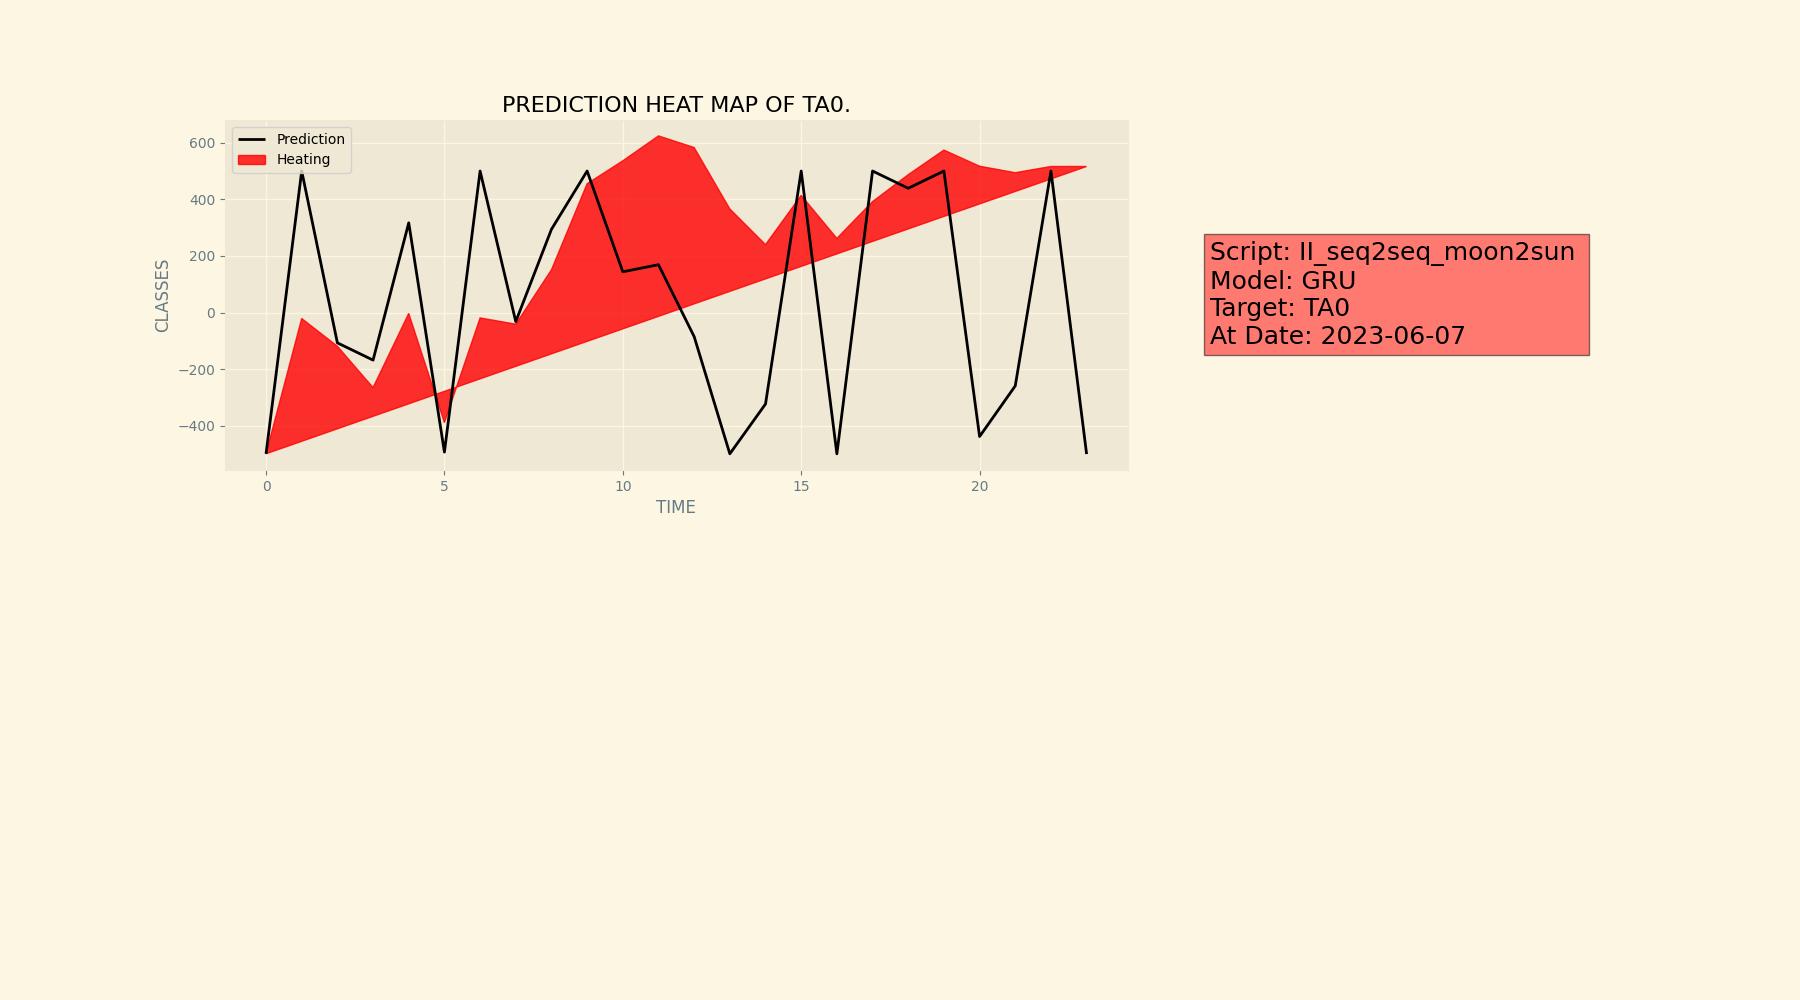 PREDICTION HEAT MAP OF TA0.
Prediction
Heating
600
400
200
0
−200
−400
CLASSES
0 5 10 15 20
TIME
Script: II_seq2seq_moon2sun
Model: GRU
Target: TA0
At Date: 2023-06-07